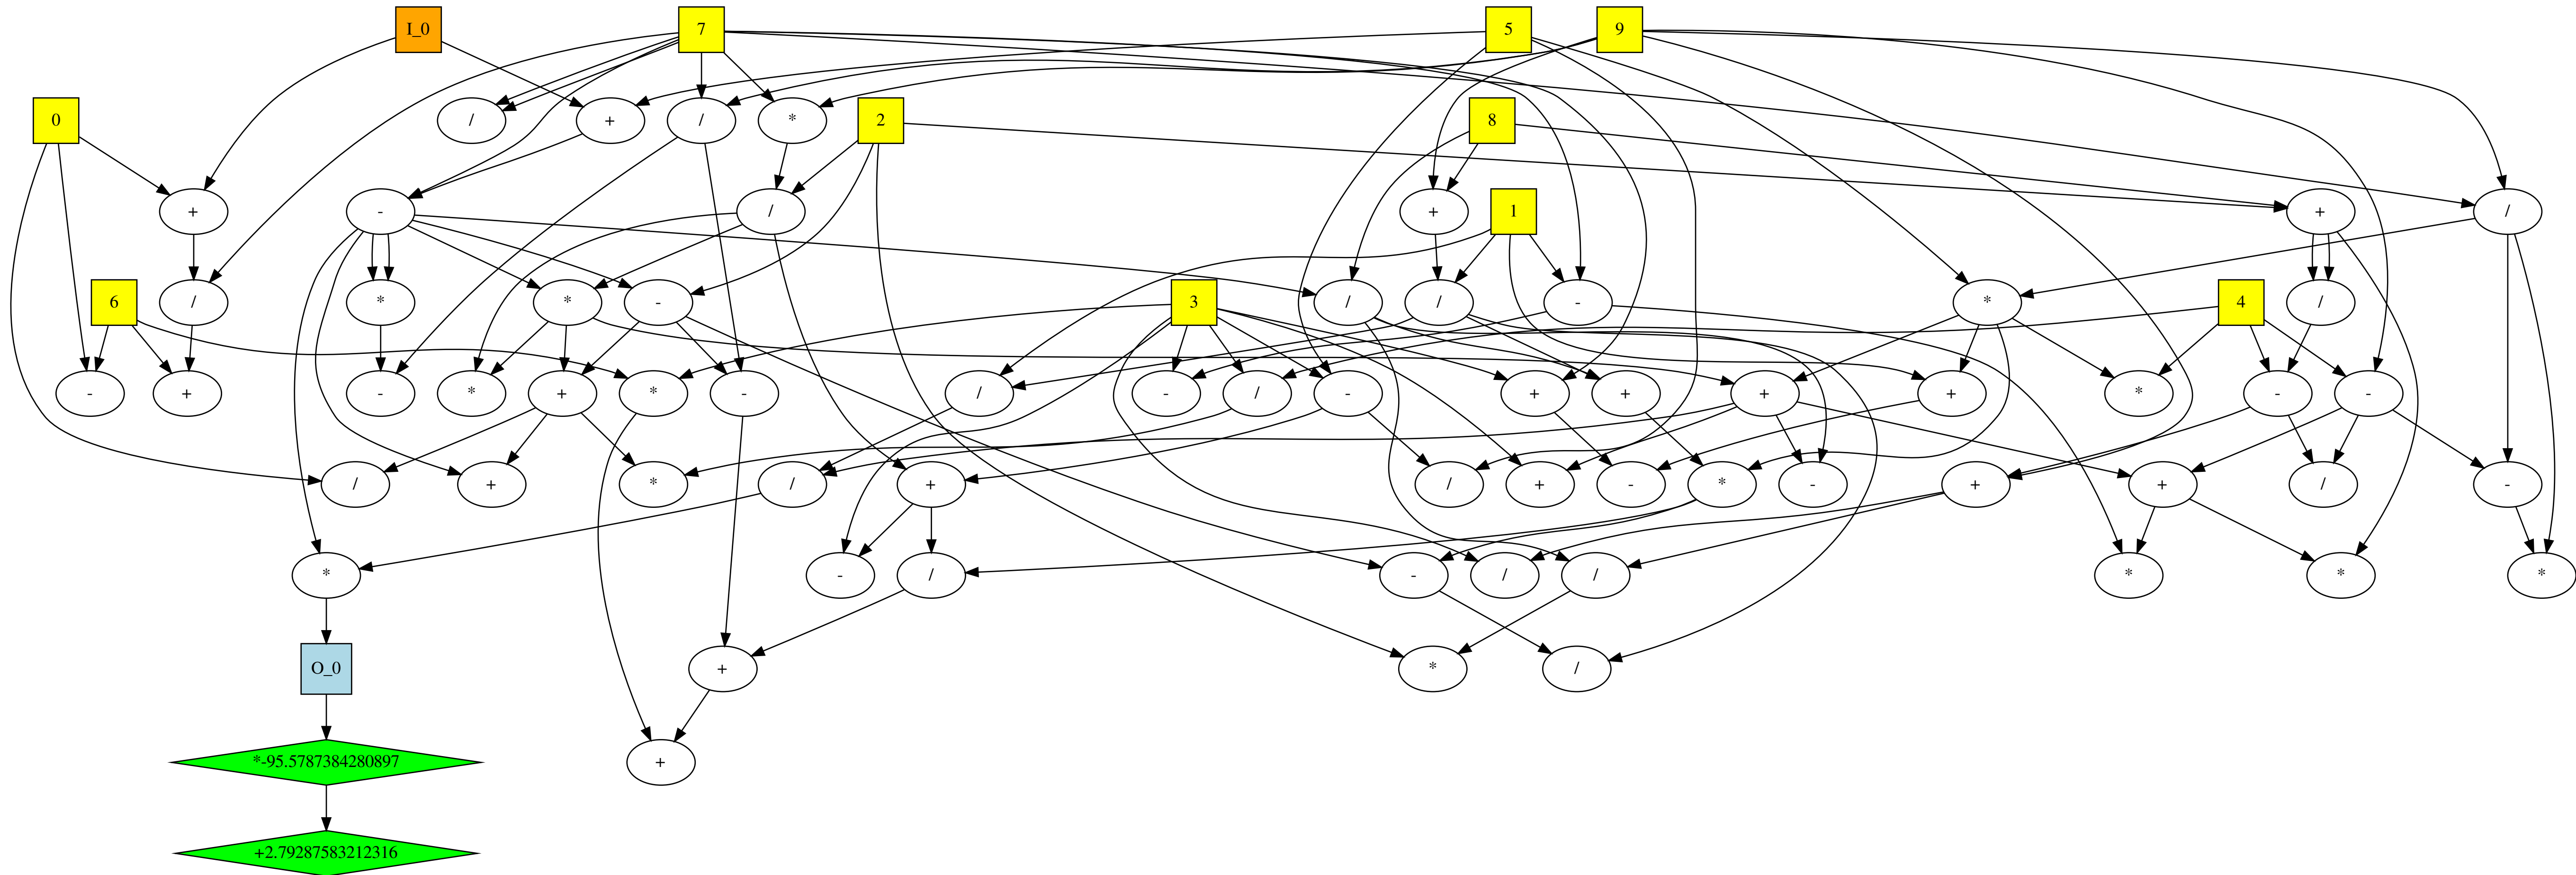 I_0 7 5 9
0 / + / * 2 8
+ - / + 1 + /
6 / * * - 3 / / - * 4 /
- + - * + * - / - / - + + + + * - -
/ + * / + / + - * - + + / -
* - / - / / * * *
O_0 + * /
*-95.5787384280897 +
+2.79287583212316